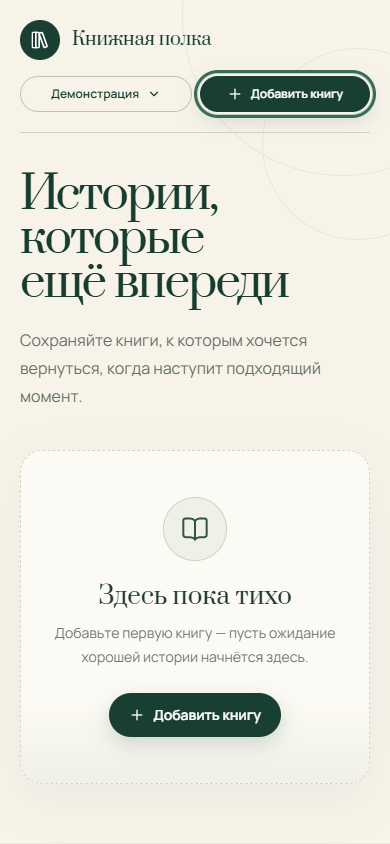 Книжная полка
Демонстрация
Добавить книгу
Истории,
которые
ещё впереди
Сохраняйте книги, к которым хочется
вернуться, когда наступит подходящий
момент.
Здесь пока тихо
Добавьте первую книгу — пусть ожидание
хорошей истории начнётся здесь.
Добавить книгу